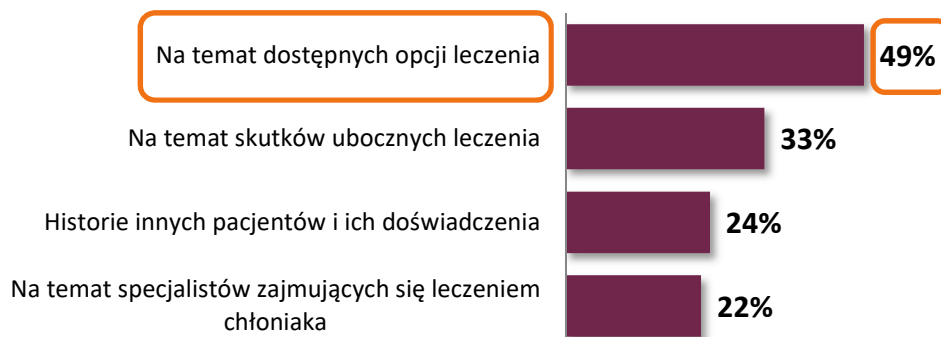 Na temat dostępnych opcji leczenia 49%
Na temat skutków ubocznych leczenia 33%
Historie innych pacjentów i ich doświadczenia 24%
Na temat specjalistów zajmujących się leczeniem
chłoniaka 22%